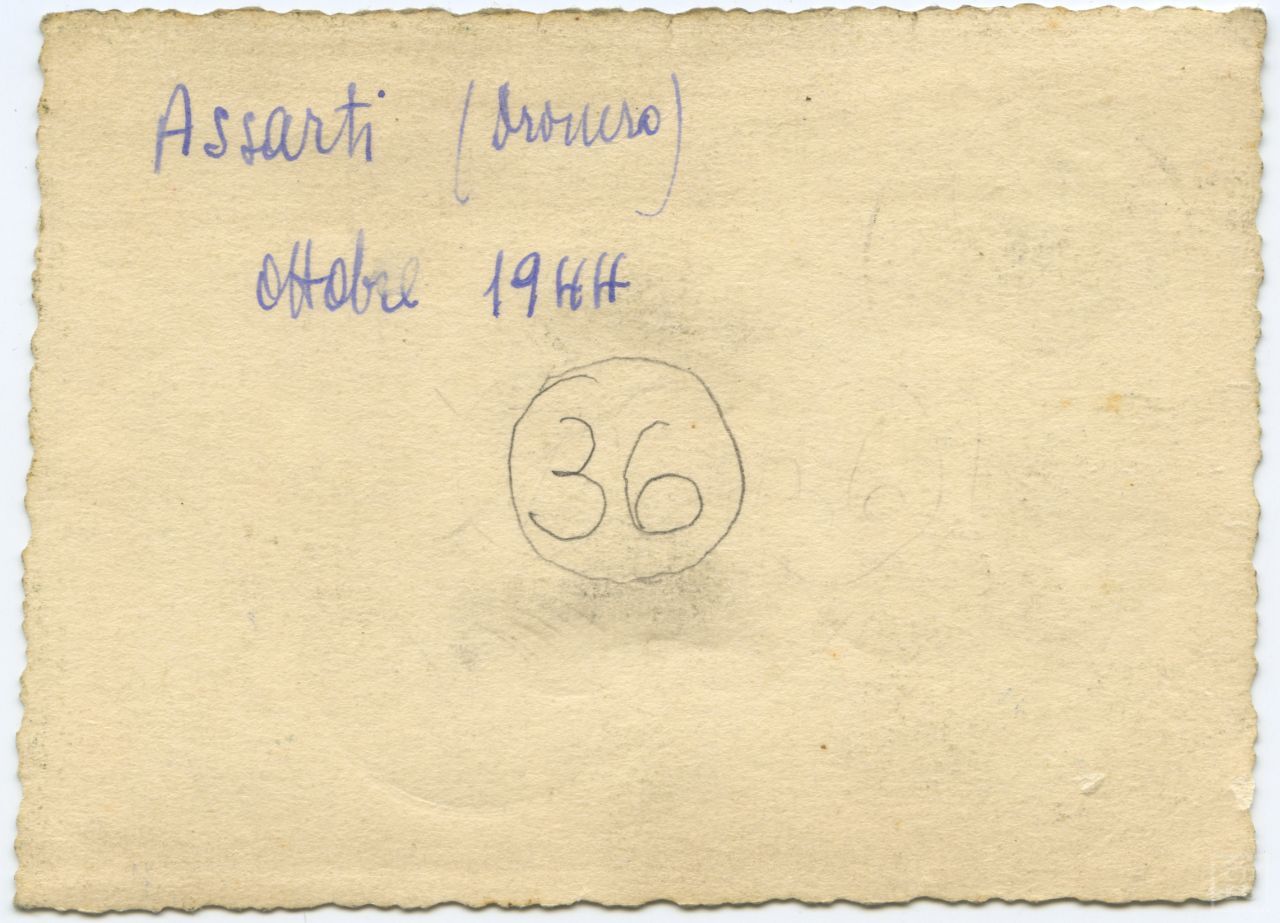 Assarti (Dronero)
ottobre 1944
36